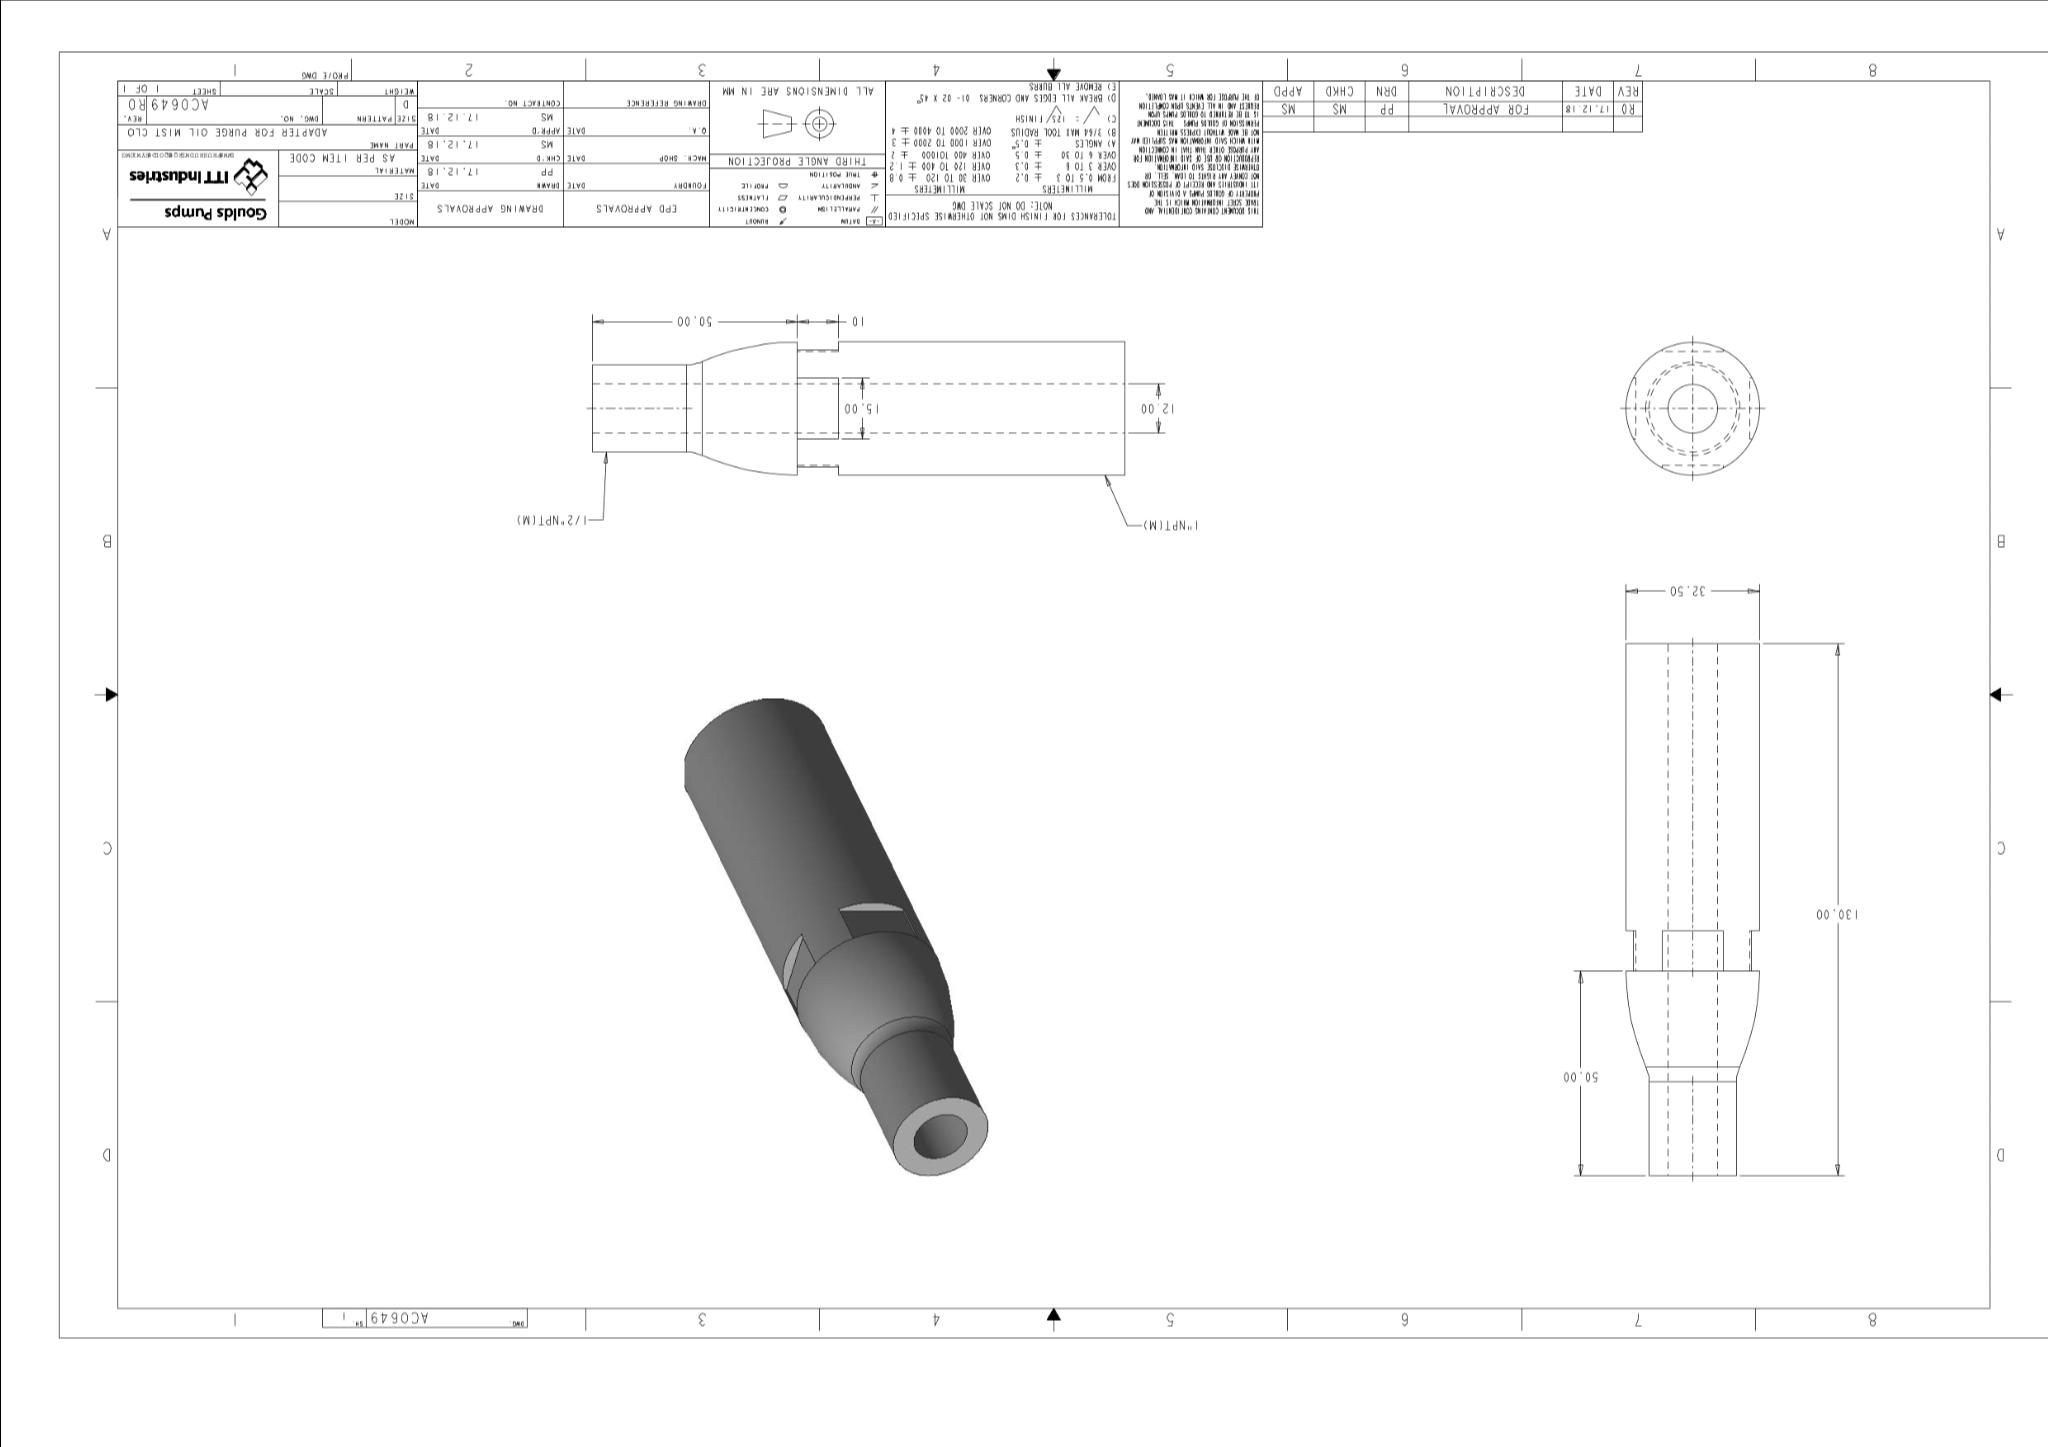 8 7 6 5 4 3 DWG. AC0649 SH. 1 1
D D
50.00
130.00
C C
32.50
B B
1"NPT(M)
1/2"NPT(M)
12.00
15.00
10
50.00
A A
THIS DOCUMENT CONTAINS CONFIDENTIAL AND
TRADE SECRET INFORMATION WHICH IS THE
PROPERTY OF GOULDS PUMPS A DIVISION OF
ITT INDUSTRIES AND RECEIPT OF POSSESSION DOES
NOT CONVEY ANY RIGHTS TO LOAN, SELL, OR
OTHERWISE DISCLOSE SAID INFORMATION.
REPRODUCTION OR USE OF SAID INFORMATION FOR
ANY PURPOSE OTHER THAN THAT IN CONNECTION
WITH WHICH SAID INFORMATION WAS SUPPLIED MAY
NOT BE MADE WITHOUT EXPRESS WRITTEN
PERMISSION OF GOULDS PUMPS THIS DOCUMENT
IS TO BE RETURNED TO GOULDS PUMPS UPON
REQUEST AND IN ALL EVENTS UPON COMPLETION
OF THE PURPOSE FOR WHICH IT WAS LOANED.
R0 17.12.18 FOR APPROVAL PP MS MS
REV DATE DESCRIPTION DRN CHKD APPD
TOLERANCES FOR FINISH DIMS NOT OTHERWISE SPECIFIED
NOTE: DO NOT SCALE DWG
MILLIMETERS MILLIMETERS
FROM 0.5 TO 3 ± 0.2 OVER 30 TO 120 ± 0.8
OVER 3 TO 6 ± 0.3 OVER 120 TO 400 ± 1.2
OVER 6 TO 30 ± 0.5 OVER 400 TO1000 ± 2
A) ANGLES ± 0.5° OVER 1000 TO 2000 ± 3
B) 3/64 MAX TOOL RADIUS OVER 2000 TO 4000 ± 4
C) : 125/ FINISH
D) BREAK ALL EDGES AND CORNERS 01- 02 X 45°
E) REMOVE ALL BURRS
-A- DATUM RUNOUT
PARALLELISM CONCENTRICITY
PERPENDICULARITY FLATNESS
ANGULARITY PROFILE
TRUE POSITION
THIRD ANGLE PROJECTION
ALL DIMENSIONS ARE IN MM
EPD APPROVALS
FOUNDRY DATE
MACH. SHOP DATE
Q.A. DATE
DRAWING REFERENCE
DRAWING APPROVALS
DRAWN DATE
PP 17.12.18
CHK'D DATE
MS 17.12.18
APPR'D DATE
MS 17.12.18
CONTRACT NO.
MODEL
SIZE
MATERIAL
AS PER ITEM CODE
Goulds Pumps
ITT Industries
PART NAME
ADAPTER FOR PURGE OIL MIST CLO
SIZE PATTERN DWG. NO. REV.
D AC0649 R0
WEIGHT SCALE SHEET 1 OF 1
8 7 6 5 4 3 2 PRO/E DWG 1